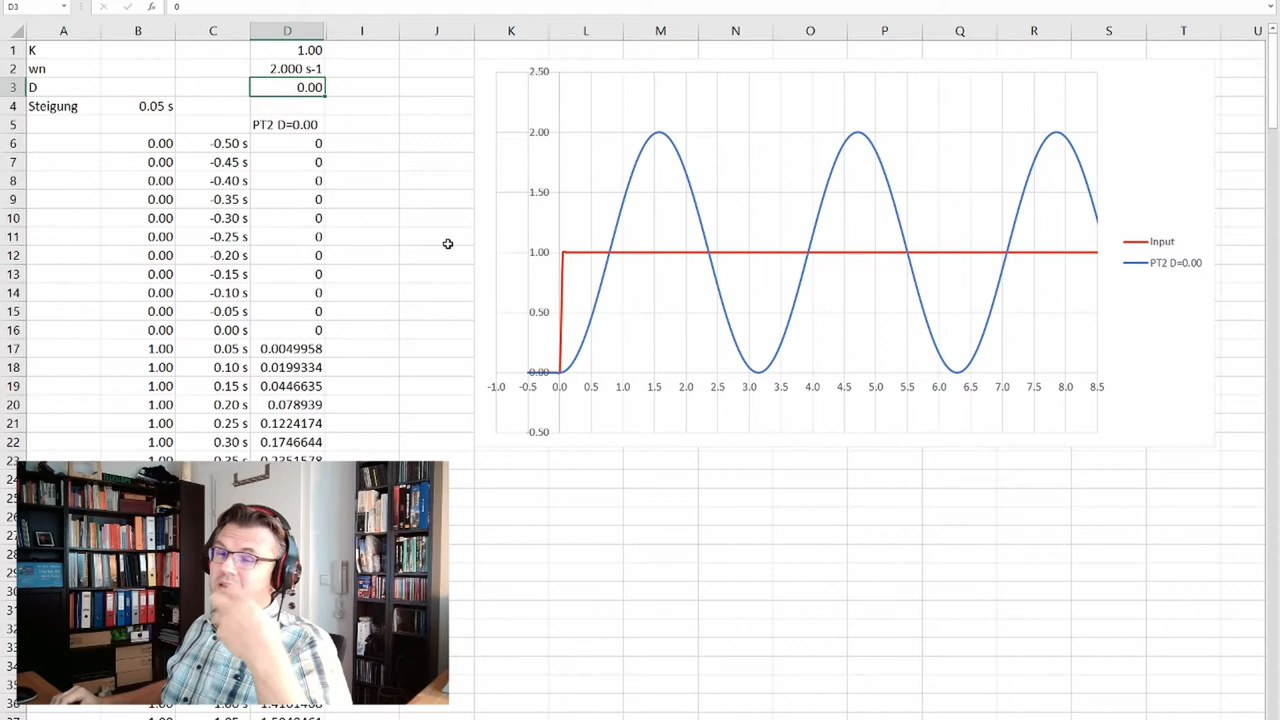 D3 fx 0
A B C D I J K L M N O P Q R S T U
1 K 1.00
2 wn 2.000 s-1
3 D 0.00
4 Steigung 0.05 s
5 PT2 D=0.00
6 0.00 -0.50 s 0
7 0.00 -0.45 s 0
8 0.00 -0.40 s 0
9 0.00 -0.35 s 0
10 0.00 -0.30 s 0
11 0.00 -0.25 s 0
12 0.00 -0.20 s 0
13 0.00 -0.15 s 0
14 0.00 -0.10 s 0
15 0.00 -0.05 s 0
16 0.00 0.00 s 0
17 1.00 0.05 s 0.0049958
18 1.00 0.10 s 0.0199334
19 1.00 0.15 s 0.0446635
20 1.00 0.20 s 0.078939
21 1.00 0.25 s 0.1224174
22 1.00 0.30 s 0.1746644
2.50
2.00
1.50
1.00
0.50
0.00
-0.50
-1.0 -0.5 0.0 0.5 1.0 1.5 2.0 2.5 3.0 3.5 4.0 4.5 5.0 5.5 6.0 6.5 7.0 7.5 8.0 8.5
Input
PT2 D=0.00